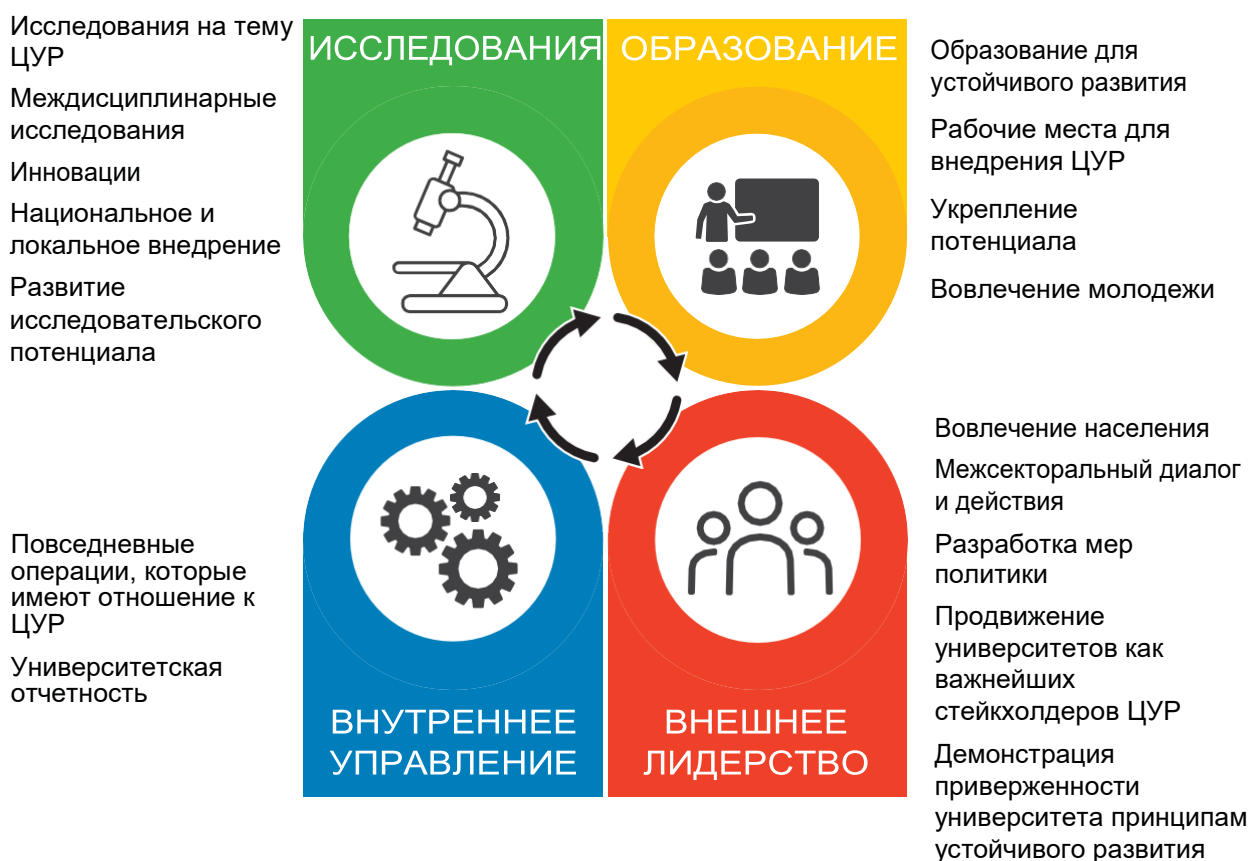 Исследования на тему
ЦУР
Междисциплинарные
исследования
Инновации
Национальное и
локальное внедрение
Развитие
исследовательского
потенциала
ИССЛЕДОВАНИЯ
ОБРАЗОВАНИЕ
Образование для
устойчивого развития
Рабочие места для
внедрения ЦУР
Укрепление
потенциала
Вовлечение молодежи
Повседневные
операции, которые
имеют отношение к
ЦУР
Университетская
отчетность
ВНУТРЕННЕЕ
УПРАВЛЕНИЕ
ВНЕШНЕЕ
ЛИДЕРСТВО
Вовлечение населения
Межсекторальный диалог
и действия
Разработка мер
политики
Продвижение
университетов как
важнейших
стейкхолдеров ЦУР
Демонстрация
приверженности
университета принципам
устойчивого развития